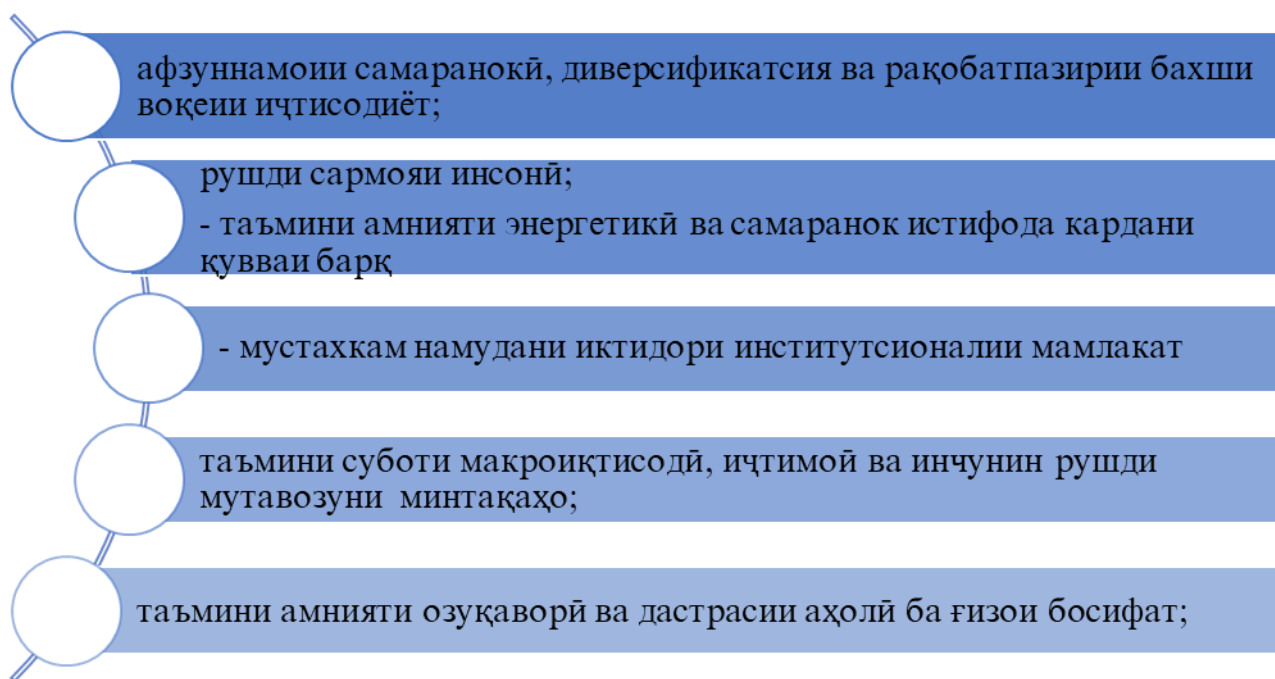 афзуннамоии самаранокӣ, диверсификатсия ва рақобатпазирии бахши
воқеии иҷтисодиёт;
рушди сармояи инсонӣ;
- таъмини амнияти энергетикӣ ва самаранок истифода кардани
қувваи барқ
- мустахкам намудани иктидори институтсионалии мамлакат
таъмини суботи макроиқтисодӣ, иҷтимоӣ ва инчунин рушди
мутавозуни минтақаҳо;
таъмини амнияти озуқаворӣ ва дастрасии аҳолӣ ба ғизои босифат;